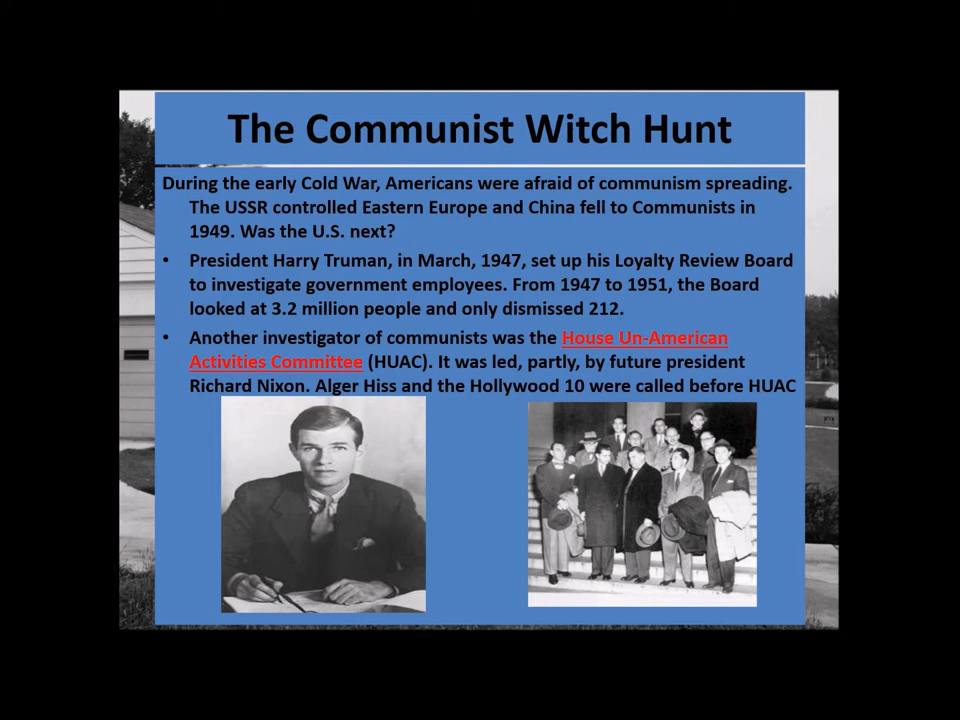 The Communist Witch Hunt
During the early Cold War, Americans were afraid of communism spreading.
The USSR controlled Eastern Europe and China fell to Communists in
1949. Was the U.S. next?
• President Harry Truman, in March, 1947, set up his Loyalty Review Board
to investigate government employees. From 1947 to 1951, the Board
looked at 3.2 million people and only dismissed 212.
• Another investigator of communists was the House Un-American
Activities Committee (HUAC). It was led, partly, by future president
Richard Nixon. Alger Hiss and the Hollywood 10 were called before HUAC